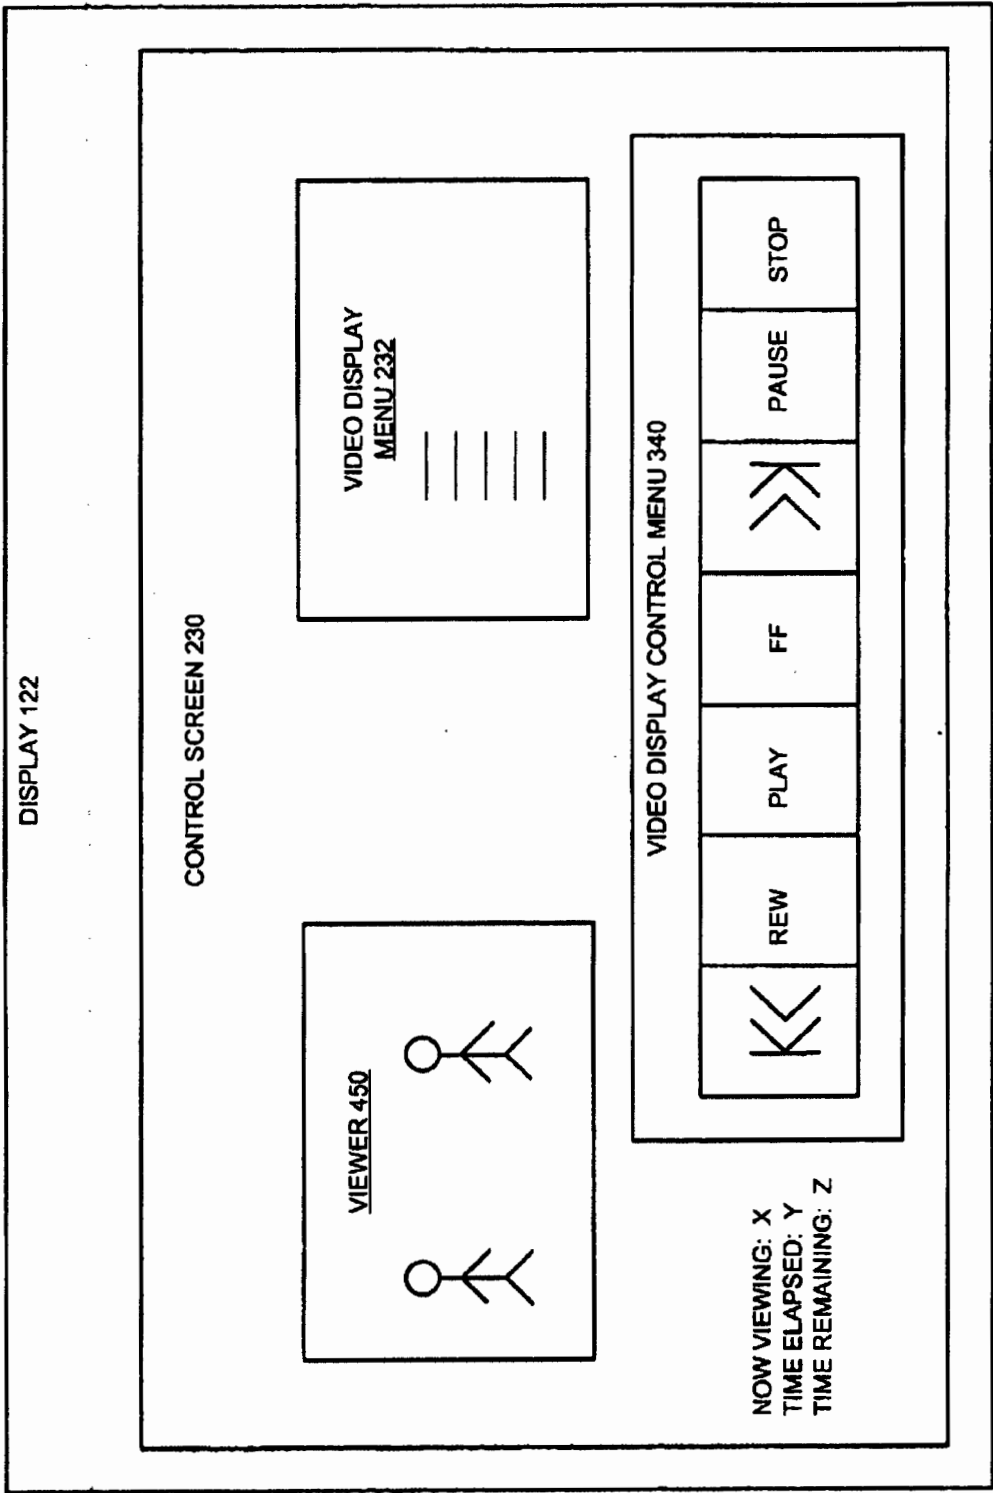 DISPLAY 122
CONTROL SCREEN 230
VIEWER 450
VIDEO DISPLAY
MENU 232
VIDEO DISPLAY CONTROL MENU 340
REW
PLAY
FF
PAUSE
STOP
NOW VIEWING: X
TIME ELAPSED: Y
TIME REMAINING: Z